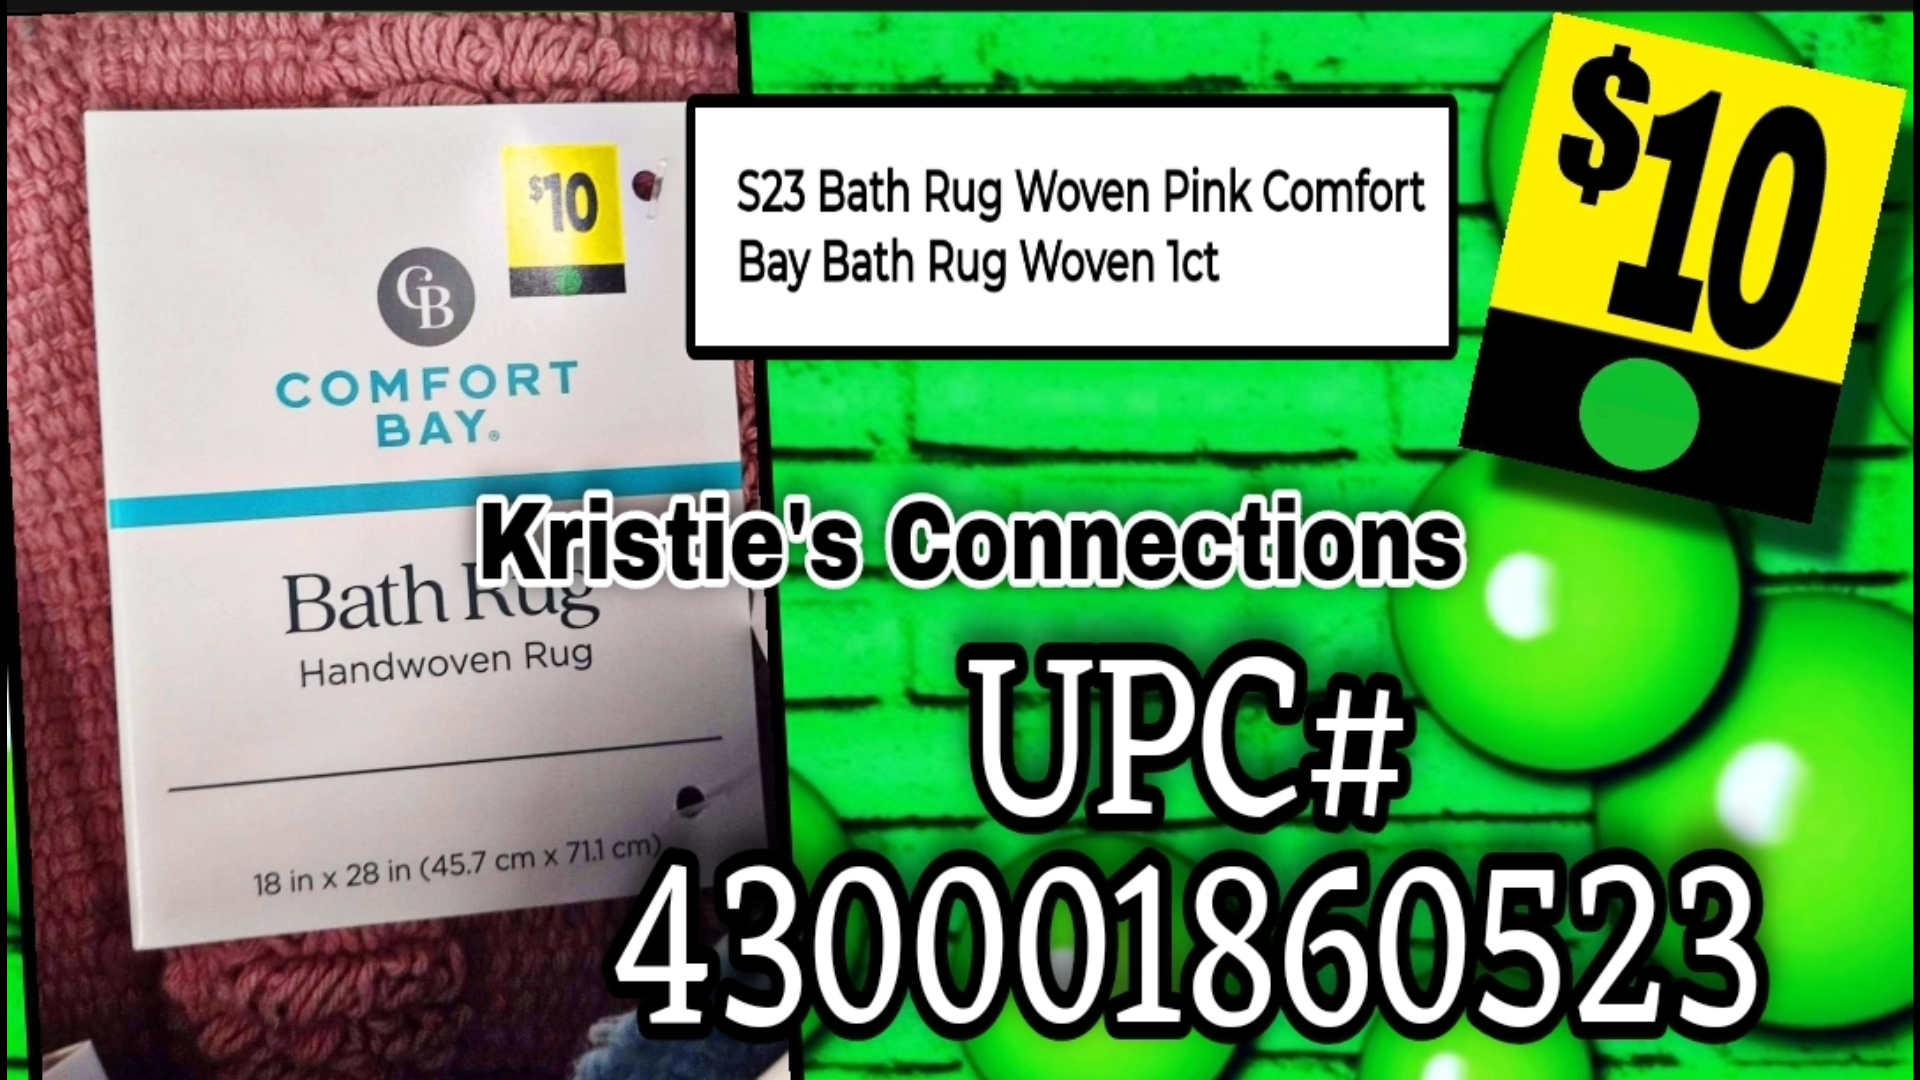 $10
CB
COMFORT
BAY®
Bath Rug
Handwoven Rug
18 in x 28 in (45.7 cm x 71.1 cm)
S23 Bath Rug Woven Pink Comfort
Bay Bath Rug Woven 1ct
$10
Kristie's Connections
UPC#
430001860523